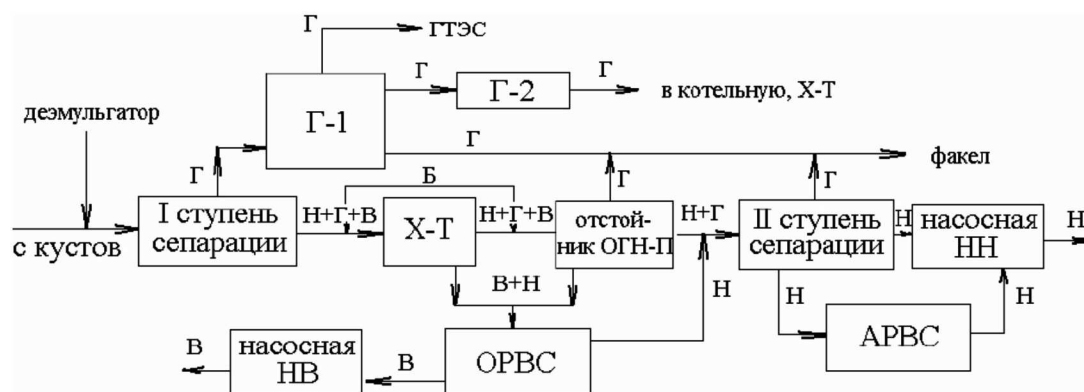 Г
ГТЭС
Г
Г-2
Г
в котельную, Х-Т
деэмульгатор
Г-1
Г
факел
Г
Б
Г
Г
I ступень
сепарации
Н+Г+В
Х-Т
Н+Г+В
отстой-
ник ОГН-П
Н+Г
II ступень
сепарации
Н
насосная
НН
Н
с кустов
В+Н
Н
Н
Н
АРВС
В
насосная
НВ
В
ОРВС